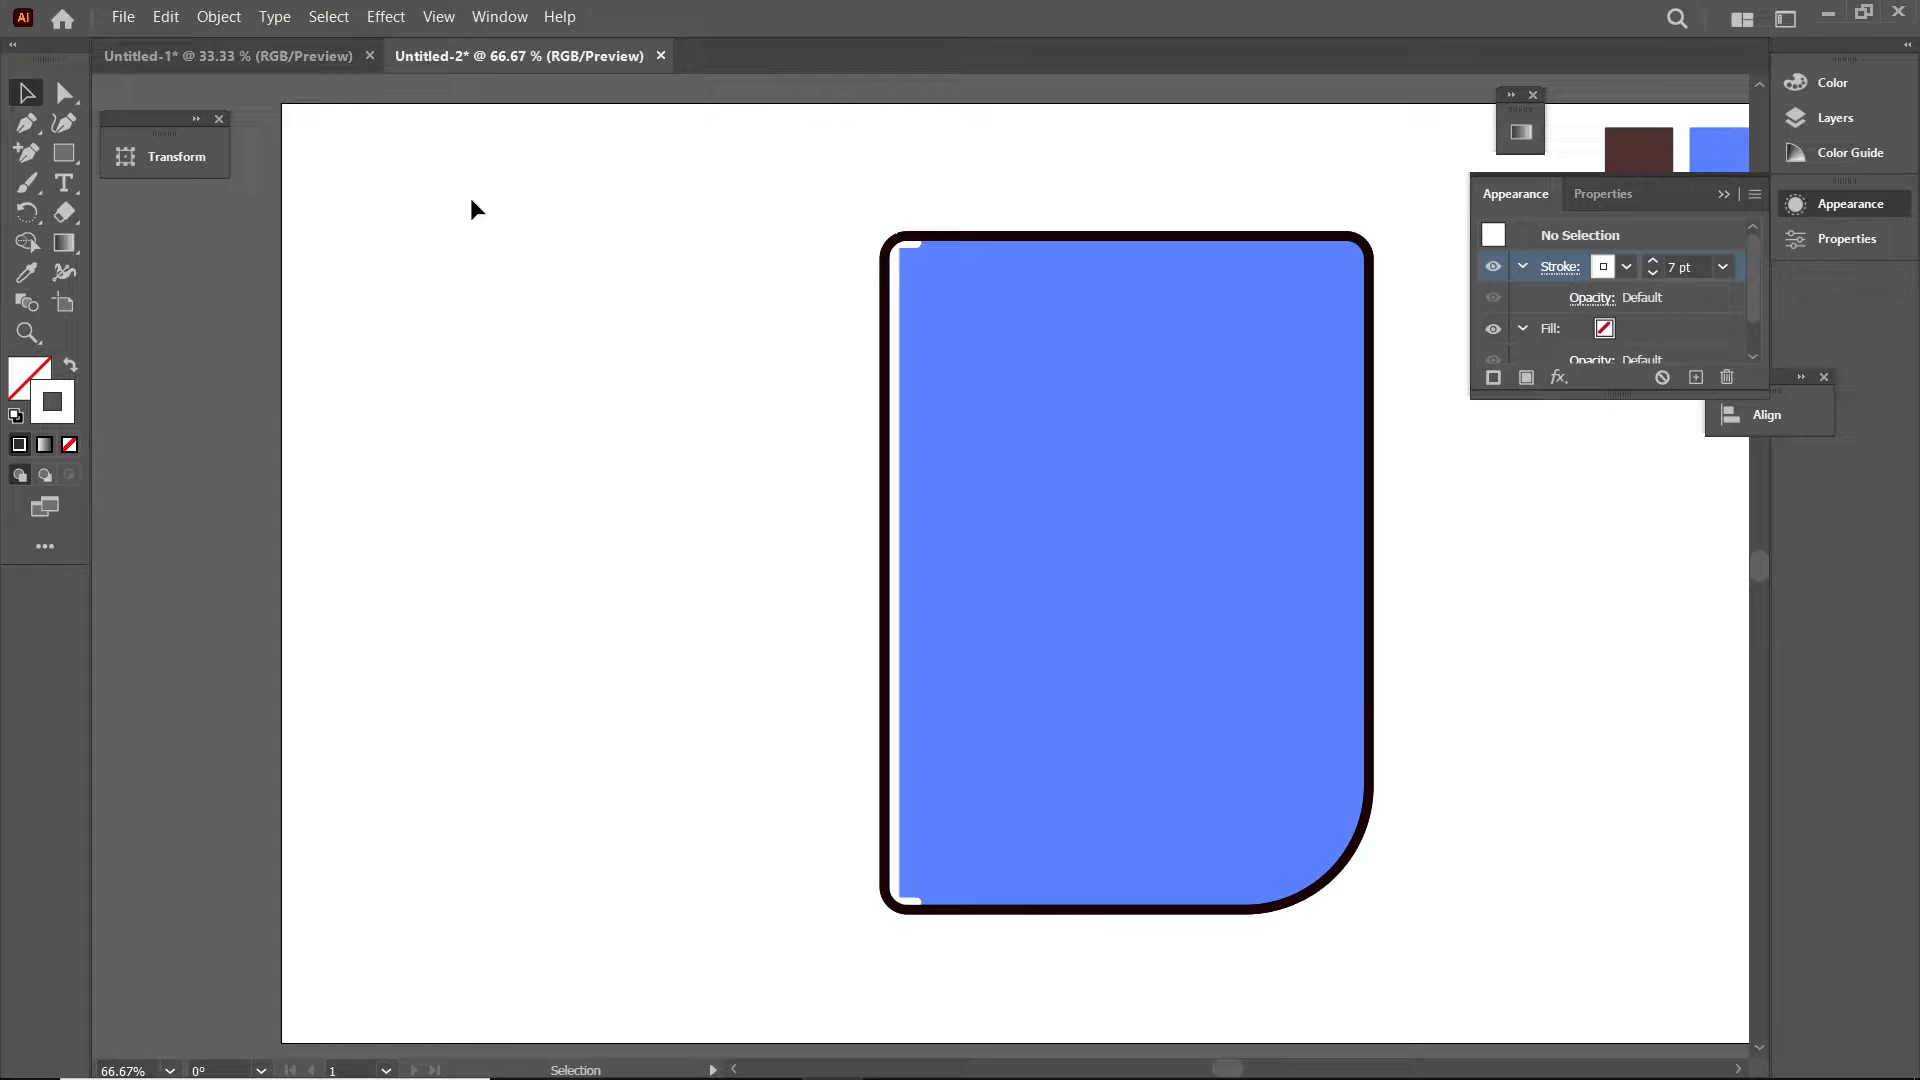 Ai File Edit Object Type Select Effect View Window Help
Untitled-1* @ 33.33 % (RGB/Preview) Untitled-2* @ 66.67 % (RGB/Preview)
Transform
T
Color
Layers
Color Guide
Appearance
Properties
Appearance Properties
No Selection
Stroke: 7 pt
Opacity: Default
Fill:
Opacity: Default
fx.
Align
66.67% 0° 1 Selection